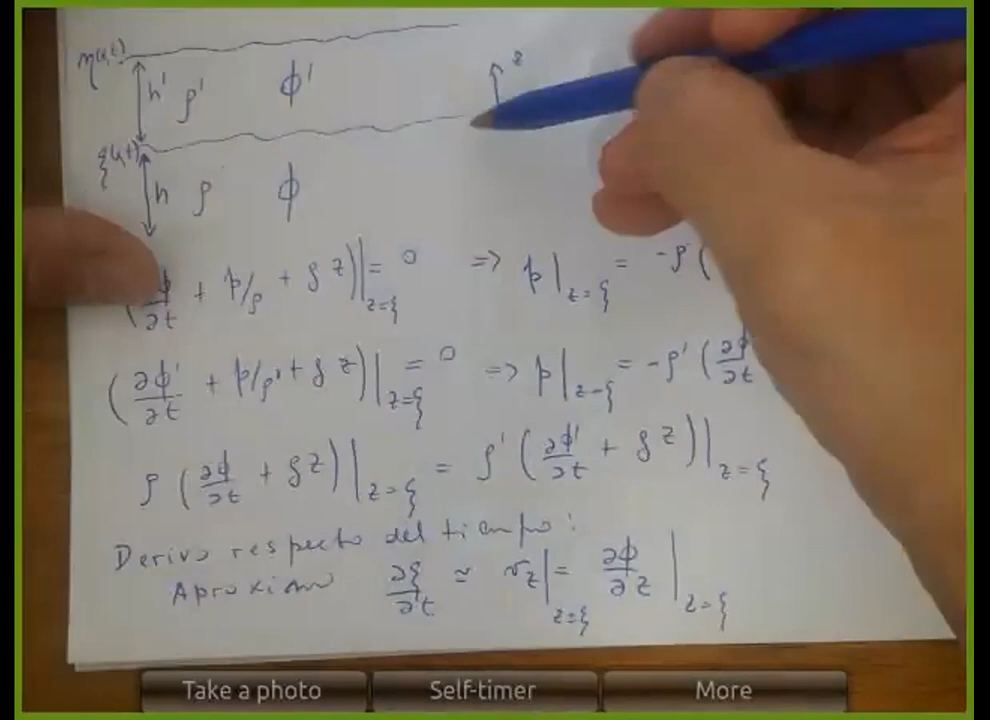 η(x,t)
h' ρ' ϕ' z
ξ(x,t)
h ρ ϕ
(∂ϕ/∂t + p/ρ + g z)|z=ξ = 0 => p|z=ξ = -ρ (
(∂ϕ'/∂t + p/ρ' + g z)|z=ξ = 0 => p|z=ξ = -ρ' (∂ϕ'/∂t
ρ (∂ϕ/∂t + g z)|z=ξ = ρ' (∂ϕ'/∂t + g z)|z=ξ
Derivo respecto del tiempo:
Aproximo ∂ξ/∂t ≃ vz|z=ξ = ∂ϕ/∂z|z=ξ
Take a photo Self-timer More